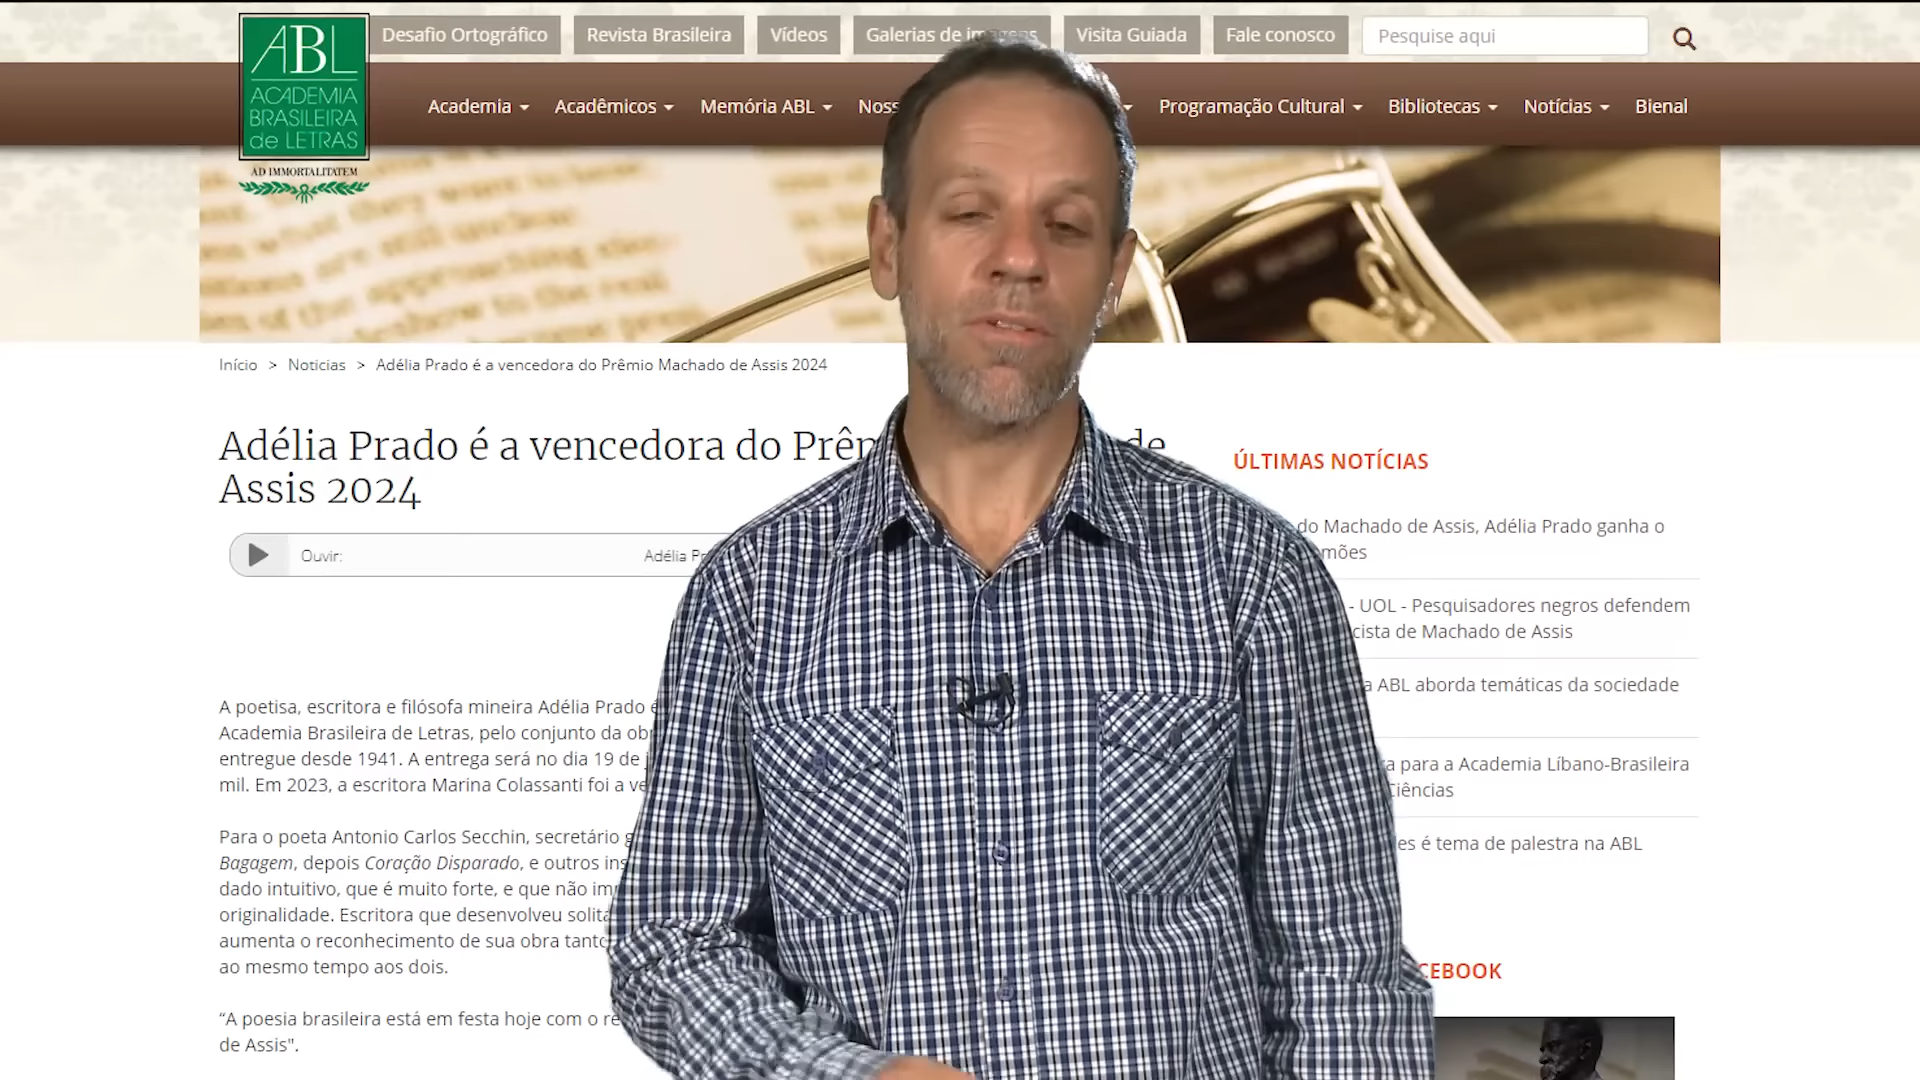 Desafio Ortográfico Revista Brasileira Vídeos Galerias de imagens Visita Guiada Fale conosco Pesquise aqui
ABL
ACADEMIA
BRASILEIRA
de LETRAS
AD IMMORTALITATEM
Academia Acadêmicos Memória ABL Noss Programação Cultural Bibliotecas Notícias Bienal
Início > Noticias > Adélia Prado é a vencedora do Prêmio Machado de Assis 2024
Adélia Prado é a vencedora do Prêm de
Assis 2024
Ouvir: Adélia Pr
A poetisa, escritora e filósofa mineira Adélia Prado é
Academia Brasileira de Letras, pelo conjunto da obr
entregue desde 1941. A entrega será no dia 19 de j
mil. Em 2023, a escritora Marina Colassanti foi a ve
Para o poeta Antonio Carlos Secchin, secretário g
Bagagem, depois Coração Disparado, e outros ins
dado intuitivo, que é muito forte, e que não im
originalidade. Escritora que desenvolveu solita
aumenta o reconhecimento de sua obra tanto
ao mesmo tempo aos dois.
“A poesia brasileira está em festa hoje com o re
de Assis".
ÚLTIMAS NOTÍCIAS
do Machado de Assis, Adélia Prado ganha o
mões
- UOL - Pesquisadores negros defendem
cista de Machado de Assis
a ABL aborda temáticas da sociedade
ra para a Academia Líbano-Brasileira
Ciências
es é tema de palestra na ABL
CEBOOK